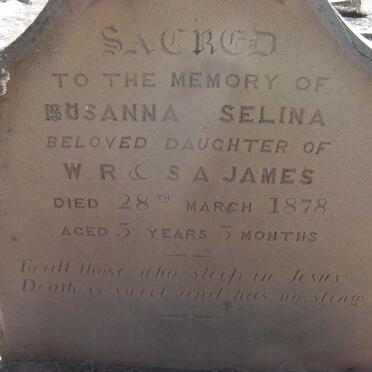 SACRED
TO THE MEMORY OF
SUSANNA SELINA
BELOVED DAUGHTER OF
W R & S A JAMES
DIED 28TH MARCH 1878
AGED 3 YEARS 3 MONTHS
To all those who sleep in Jesus
Death is sweet and has no sting